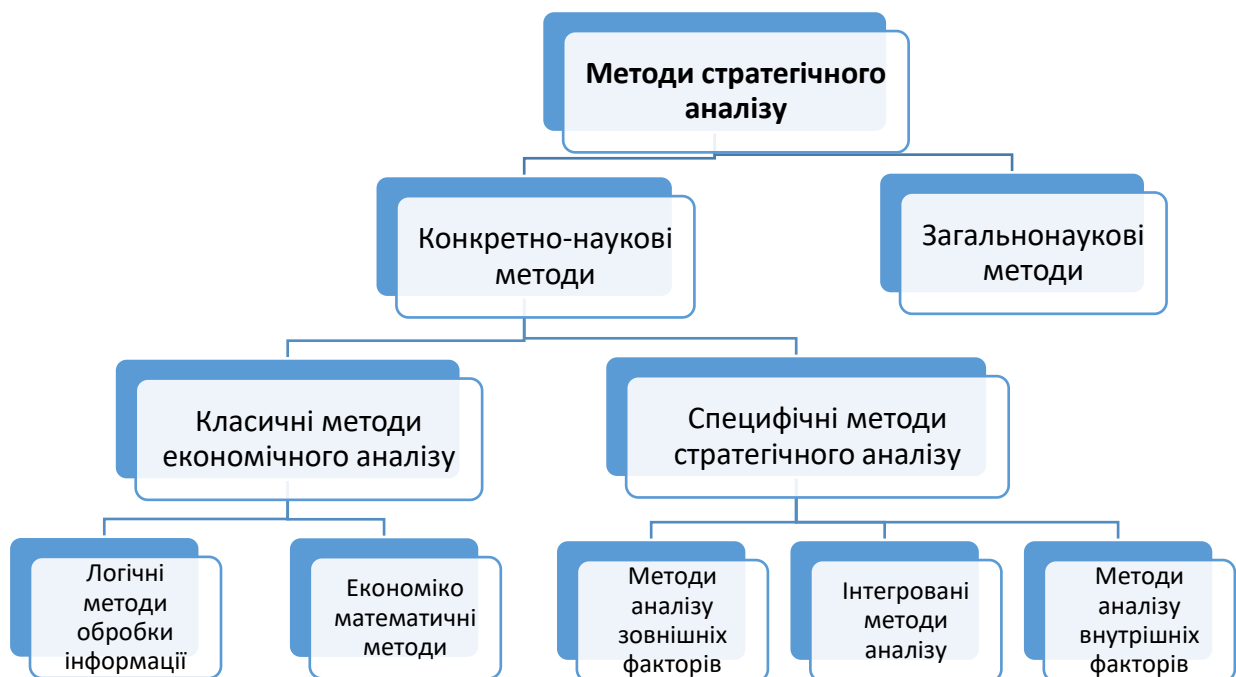 Методи стратегічного
аналізу
Конкретно-наукові
методи
Загальнонаукові
методи
Класичні методи
економічного аналізу
Специфічні методи
стратегічного аналізу
Логічні
методи
обробки
інформації
Економіко
математичні
методи
Методи
аналізу
зовнішніх
факторів
Інтегровані
методи
аналізу
Методи
аналізу
внутрішніх
факторів